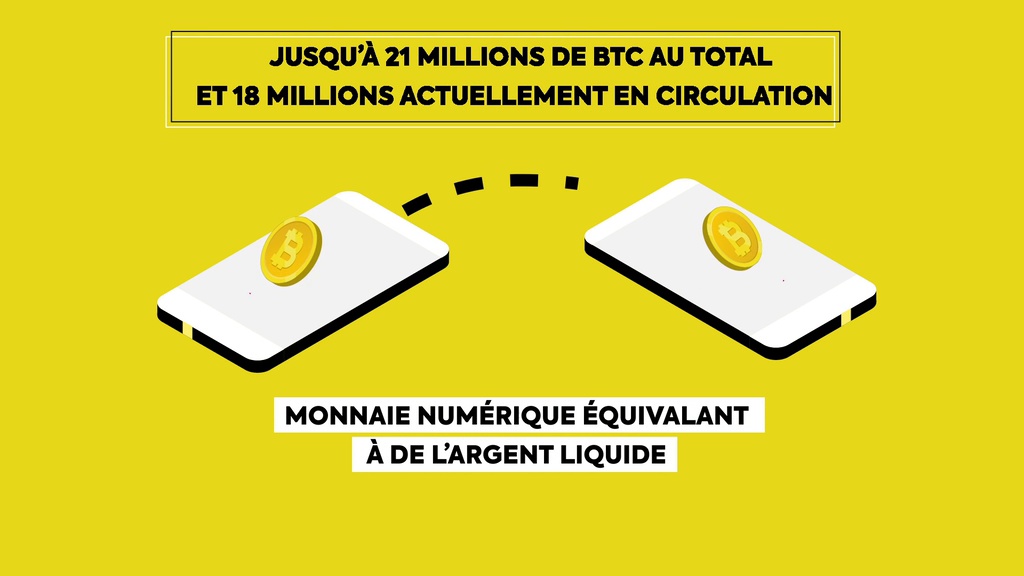 JUSQU'À 21 MILLIONS DE BTC AU TOTAL
ET 18 MILLIONS ACTUELLEMENT EN CIRCULATION
MONNAIE NUMÉRIQUE ÉQUIVALANT
À DE L'ARGENT LIQUIDE